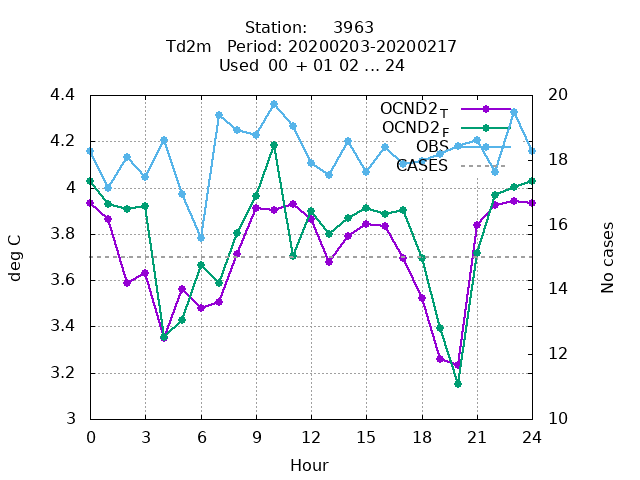 Station: 3963
Td2m Period: 20200203-20200217
Used 00 + 01 02 ... 24
4.4
4.2
4
3.8
3.6
3.4
3.2
3
deg C
20
18
16
14
12
10
No cases
OCND2T
OCND2F
OBS
CASES
0 3 6 9 12 15 18 21 24
Hour